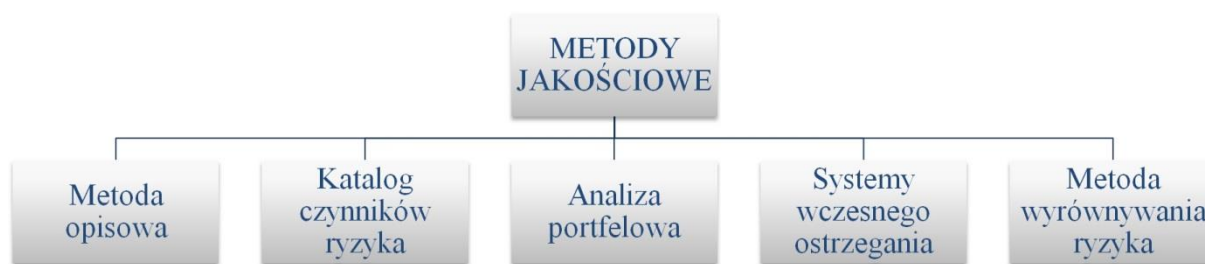 METODY
JAKOŚCIOWE
Metoda
opisowa
Katalog
czynników
ryzyka
Analiza
portfelowa
Systemy
wczesnego
ostrzegania
Metoda
wyrównywania
ryzyka